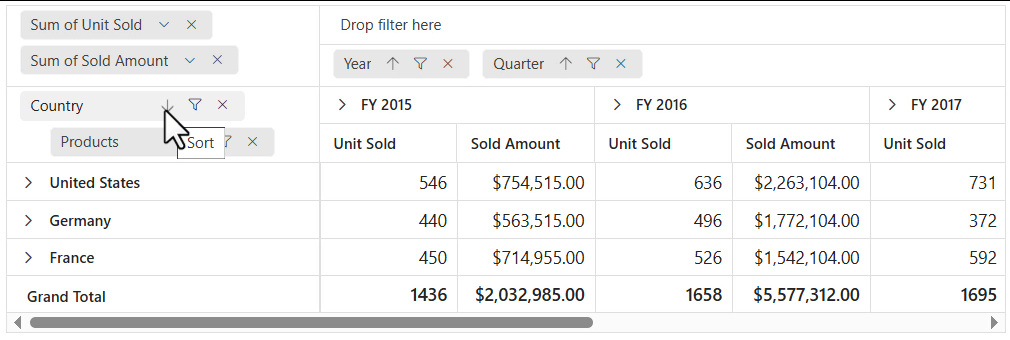 Sum of Unit Sold
Drop filter here
Sum of Sold Amount
Year Quarter
Country
FY 2015 FY 2016 FY 2017
Products
Sort
Unit Sold Sold Amount Unit Sold Sold Amount Unit Sold
United States 546 $754,515.00 636 $2,263,104.00 731
Germany 440 $563,515.00 496 $1,772,104.00 372
France 450 $714,955.00 526 $1,542,104.00 592
Grand Total 1436 $2,032,985.00 1658 $5,577,312.00 1695